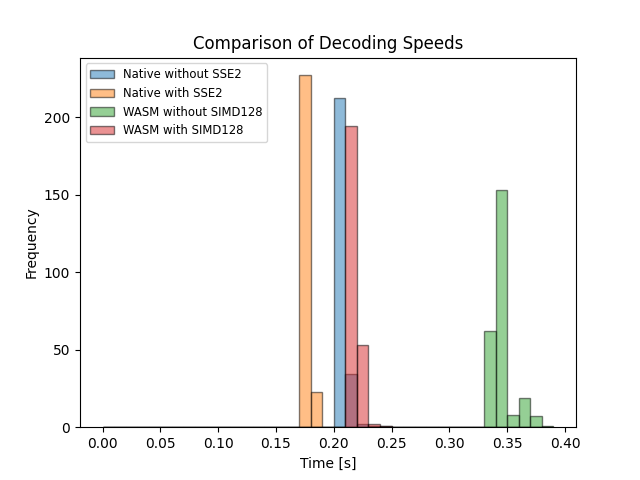 Comparison of Decoding Speeds
Native without SSE2
Native with SSE2
WASM without SIMD128
WASM with SIMD128
Frequency
200
150
100
50
0
0.00 0.05 0.10 0.15 0.20 0.25 0.30 0.35 0.40
Time [s]